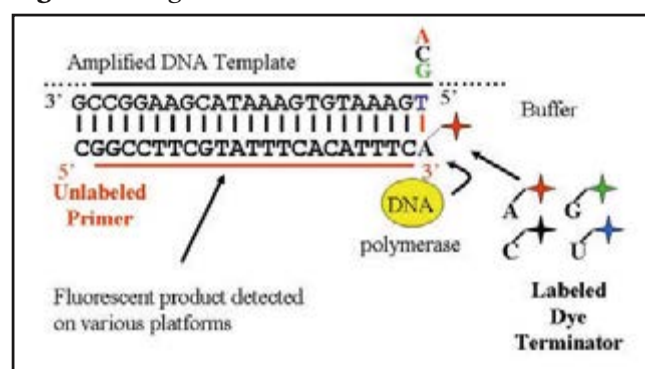 A
C
G
Amplified DNA Template
3' GCCGGAAGCATAAAGTGTAAAGT 5'
Buffer
CGGCCTTCGTATTTCACATTTCA
5'
3'
Unlabeled
Primer
DNA
polymerase
A
G
C
U
Fluorescent product detected
on various platforms
Labeled
Dye
Terminator